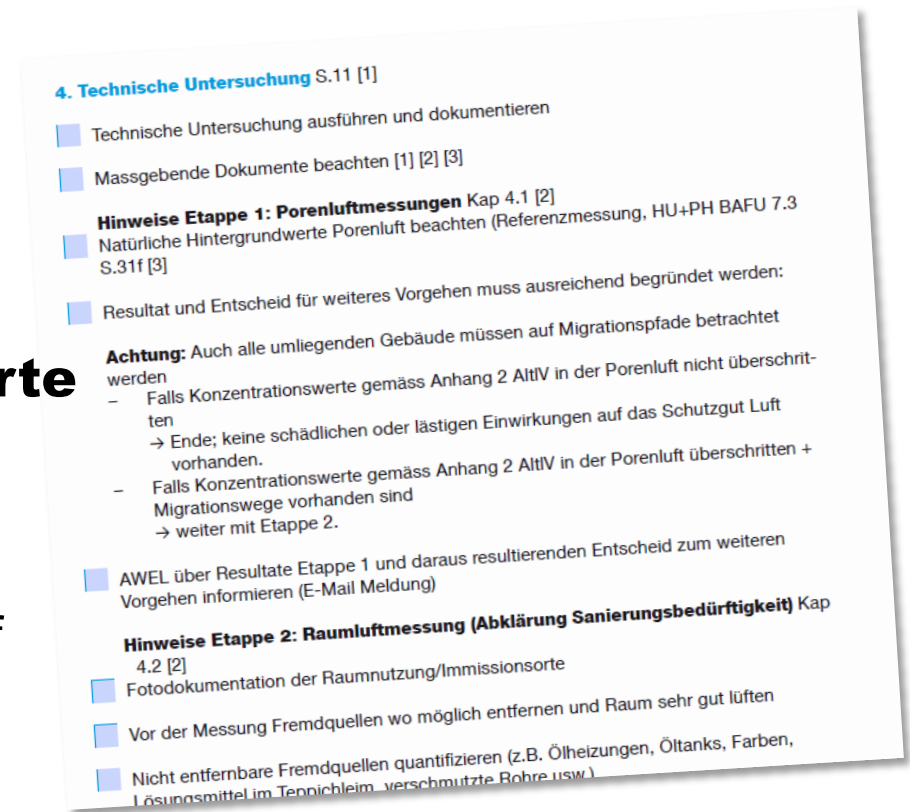 4. Technische Untersuchung S.11 [1]
Technische Untersuchung ausführen und dokumentieren
Massgebende Dokumente beachten [1] [2] [3]
Hinweise Etappe 1: Porenluftmessungen Kap 4.1 [2]
Natürliche Hintergrundwerte Porenluft beachten (Referenzmessung, HU+PH BAFU 7.3
S.31f [3]
Resultat und Entscheid für weiteres Vorgehen muss ausreichend begründet werden:
Achtung: Auch alle umliegenden Gebäude müssen auf Migrationspfade betrachtet
werden
– Falls Konzentrationswerte gemäss Anhang 2 AltlV in der Porenluft nicht überschrit-
ten
→ Ende; keine schädlichen oder lästigen Einwirkungen auf das Schutzgut Luft
vorhanden.
– Falls Konzentrationswerte gemäss Anhang 2 AltlV in der Porenluft überschritten +
Migrationswege vorhanden sind
→ weiter mit Etappe 2.
AWEL über Resultate Etappe 1 und daraus resultierenden Entscheid zum weiteren
Vorgehen informieren (E-Mail Meldung)
Hinweise Etappe 2: Raumluftmessung (Abklärung Sanierungsbedürftigkeit) Kap
4.2 [2]
Fotodokumentation der Raumnutzung/Immissionsorte
Vor der Messung Fremdquellen wo möglich entfernen und Raum sehr gut lüften
Nicht entfernbare Fremdquellen quantifizieren (z.B. Ölheizungen, Öltanks, Farben,
Lösungsmittel im Teppichleim, verschmutzte Rohre usw.)
rte